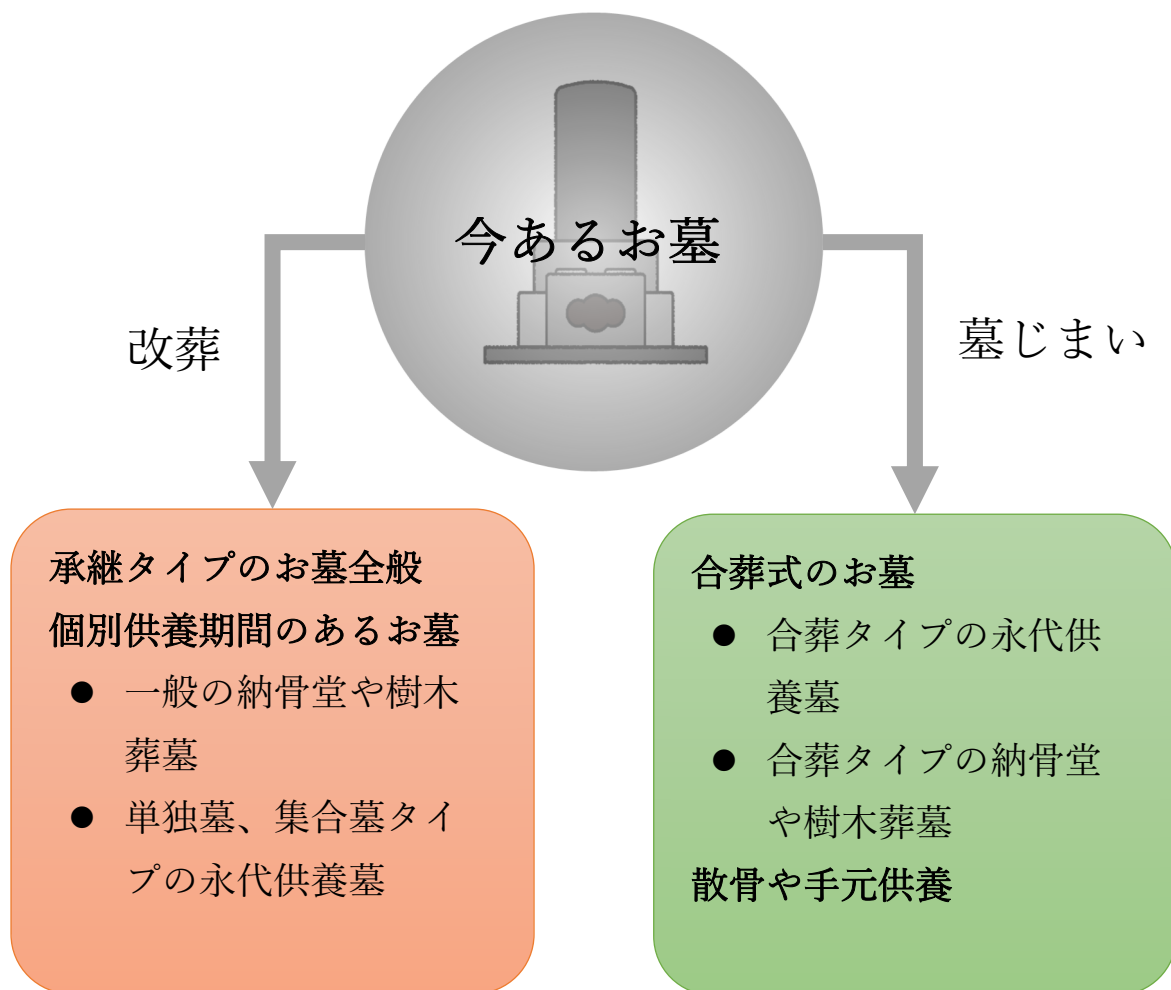 今あるお墓
改葬
墓じまい
承継タイプのお墓全般
個別供養期間のあるお墓
● 一般の納骨堂や樹木
葬墓
● 単独墓、集合墓タイ
プの永代供養墓
合葬式のお墓
● 合葬タイプの永代供
養墓
● 合葬タイプの納骨堂
や樹木葬墓
散骨や手元供養